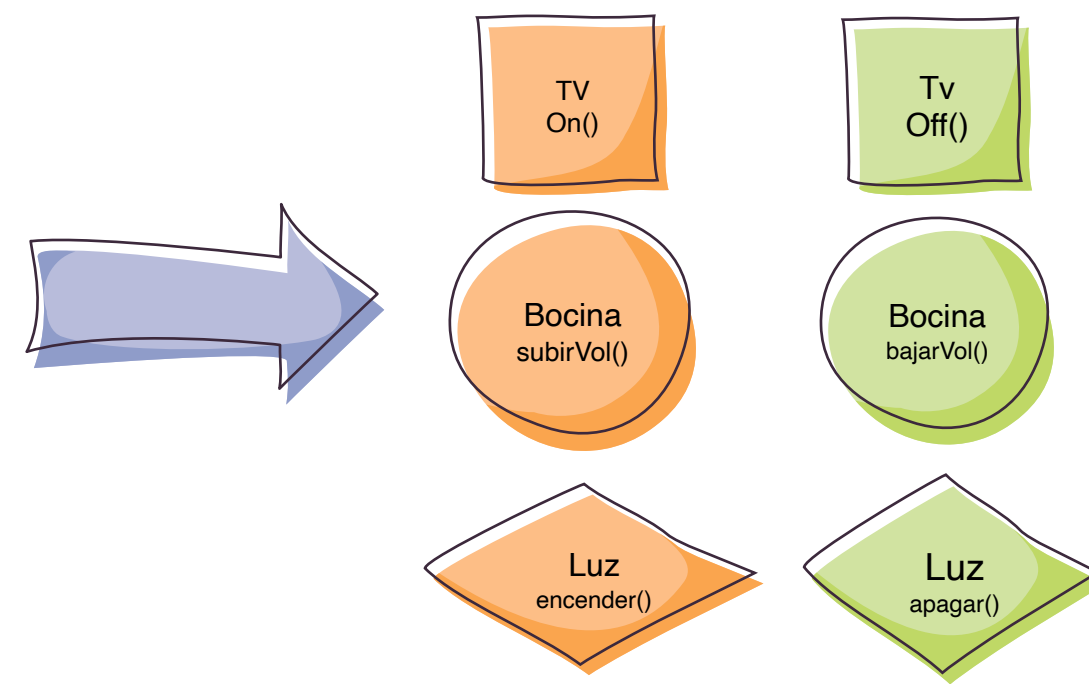 TV
On()
Tv
Off()
Bocina
subirVol()
Bocina
bajarVol()
Luz
encender()
Luz
apagar()